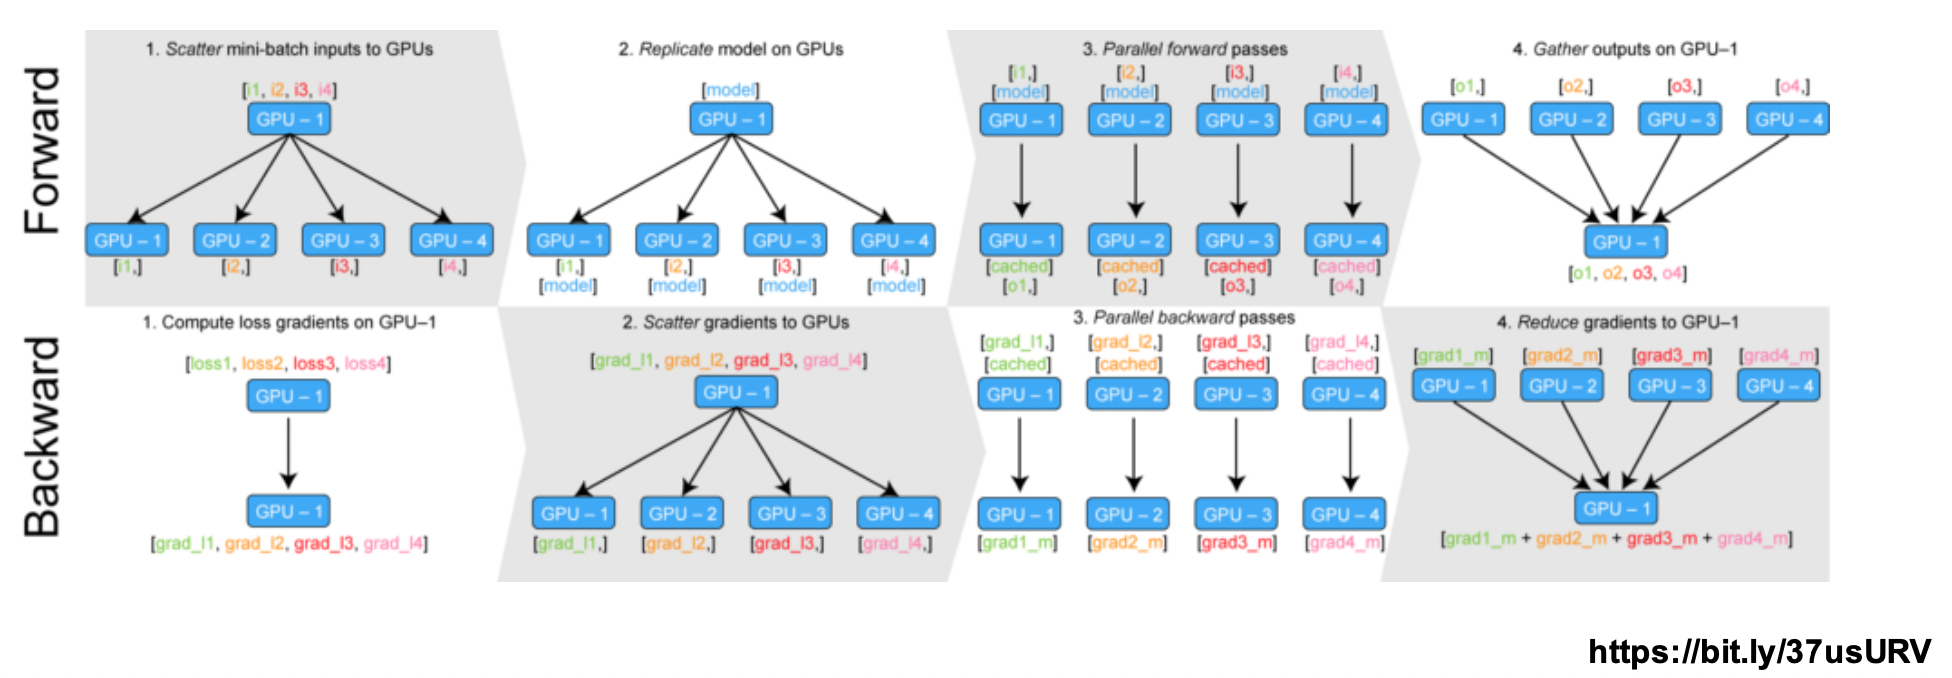 Forward
1. Scatter mini-batch inputs to GPUs
[i1, i2, i3, i4]
GPU – 1
GPU – 1 GPU – 2 GPU – 3 GPU – 4
[i1,] [i2,] [i3,] [i4,]
2. Replicate model on GPUs
[model]
GPU – 1
GPU – 1 GPU – 2 GPU – 3 GPU – 4
[i1,] [i2,] [i3,] [i4,]
[model] [model] [model] [model]
3. Parallel forward passes
[i1,] [i2,] [i3,] [i4,]
[model] [model] [model] [model]
GPU – 1 GPU – 2 GPU – 3 GPU – 4
GPU – 1 GPU – 2 GPU – 3 GPU – 4
[cached] [cached] [cached] [cached]
[o1,] [o2,] [o3,] [o4,]
4. Gather outputs on GPU–1
[o1,] [o2,] [o3,] [o4,]
GPU – 1 GPU – 2 GPU – 3 GPU – 4
GPU – 1
[o1, o2, o3, o4]
Backward
1. Compute loss gradients on GPU–1
[loss1, loss2, loss3, loss4]
GPU – 1
GPU – 1
[grad_l1, grad_l2, grad_l3, grad_l4]
2. Scatter gradients to GPUs
[grad_l1, grad_l2, grad_l3, grad_l4]
GPU – 1
GPU – 1 GPU – 2 GPU – 3 GPU – 4
[grad_l1,] [grad_l2,] [grad_l3,] [grad_l4,]
3. Parallel backward passes
[grad_l1,] [grad_l2,] [grad_l3,] [grad_l4,]
[cached] [cached] [cached] [cached]
GPU – 1 GPU – 2 GPU – 3 GPU – 4
GPU – 1 GPU – 2 GPU – 3 GPU – 4
[grad1_m] [grad2_m] [grad3_m] [grad4_m]
4. Reduce gradients to GPU–1
[grad1_m] [grad2_m] [grad3_m] [grad4_m]
GPU – 1 GPU – 2 GPU – 3 GPU – 4
GPU – 1
[grad1_m + grad2_m + grad3_m + grad4_m]
https://bit.ly/37usURV